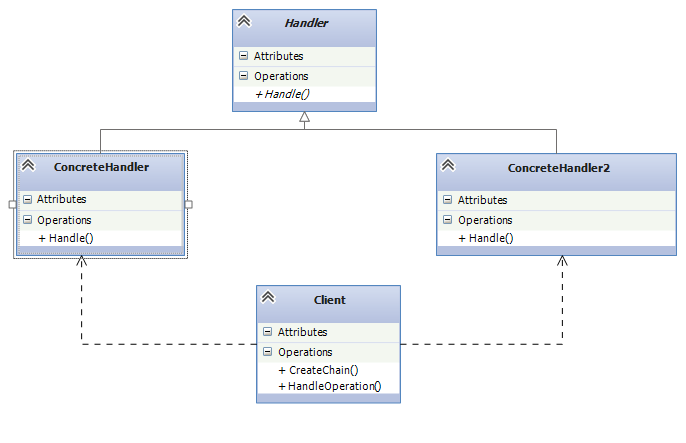 Handler
Attributes
Operations
+ Handle()
ConcreteHandler
Attributes
Operations
+ Handle()
ConcreteHandler2
Attributes
Operations
+ Handle()
Client
Attributes
Operations
+ CreateChain()
+ HandleOperation()